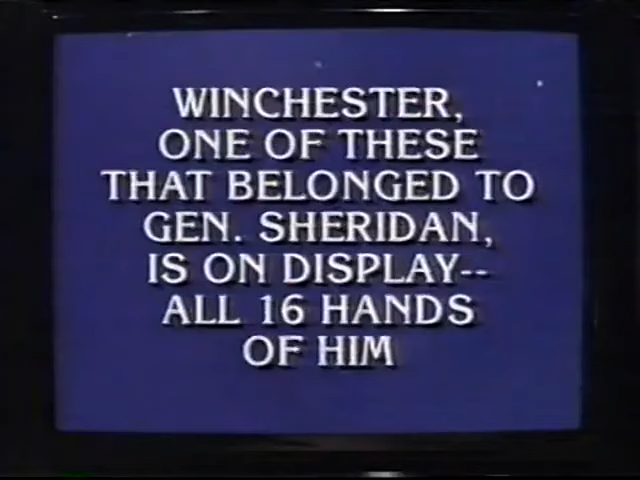 WINCHESTER,
ONE OF THESE
THAT BELONGED TO
GEN. SHERIDAN,
IS ON DISPLAY--
ALL 16 HANDS
OF HIM